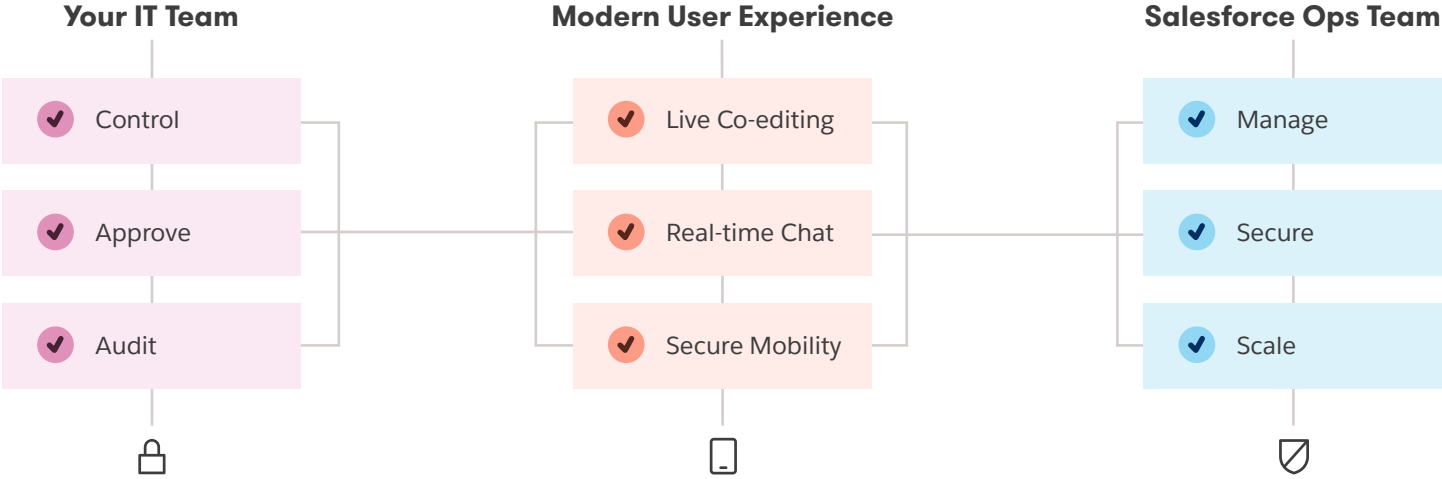 Your IT Team
Control
Approve
Audit
Modern User Experience
Live Co-editing
Real-time Chat
Secure Mobility
Salesforce Ops Team
Manage
Secure
Scale